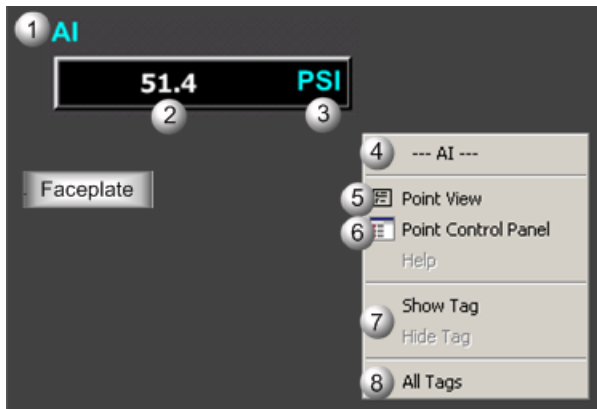 1 AI
51.4 PSI
2 3
4 --- AI ---
Faceplate
5 Point View
6 Point Control Panel
Help
Show Tag
7
Hide Tag
8 All Tags